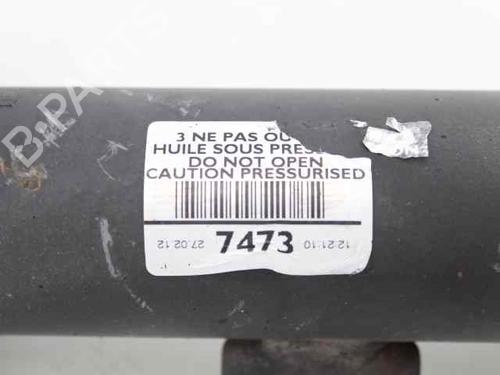 B-PARTS
3 NE PAS OU
HUILE SOUS PRES
DO NOT OPEN
CAUTION PRESSURISED
27.02.12 7473 12:21:10